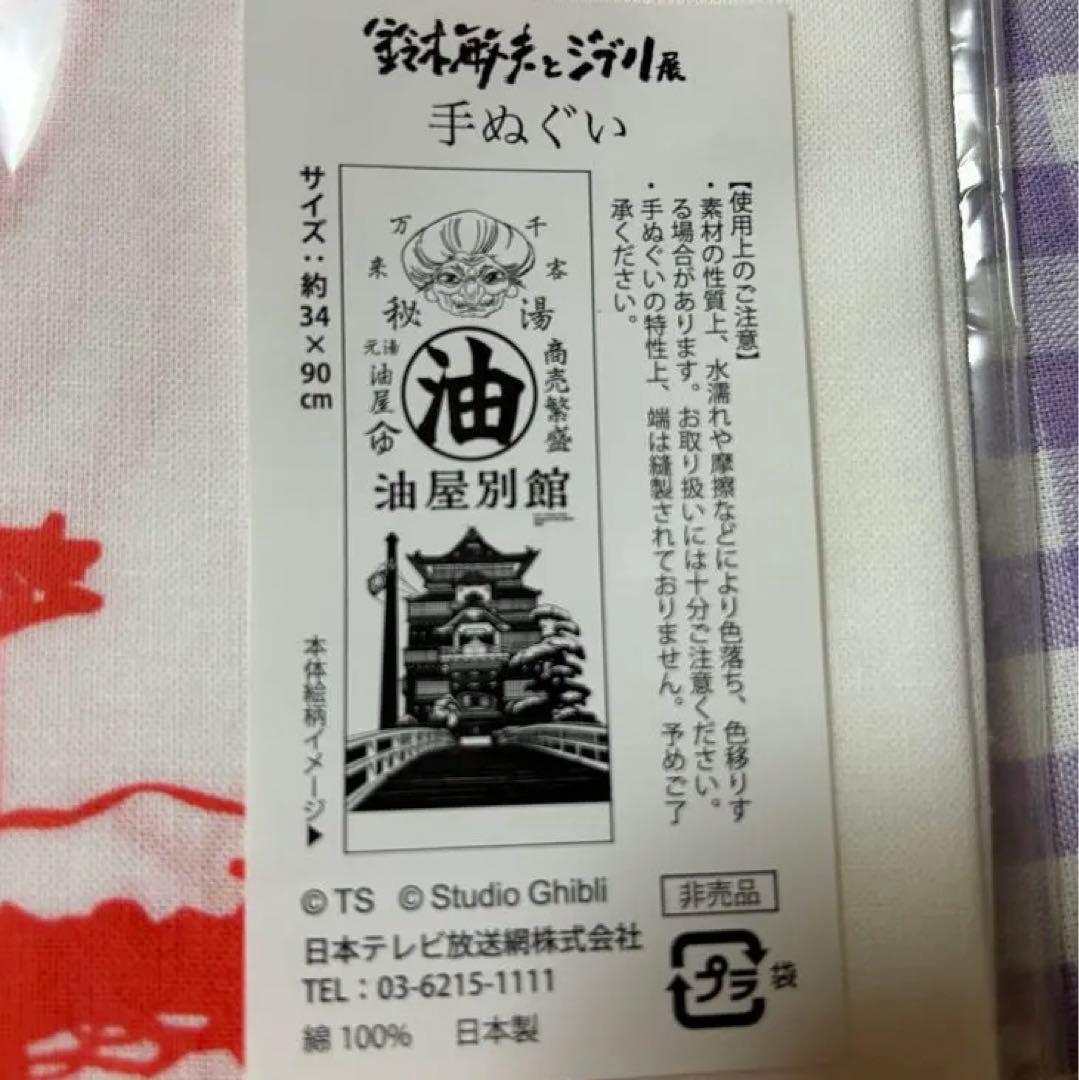 鈴木敏夫とジブリ展
手ぬぐい
サイズ：約34×90cm
千客
万来
秘湯
油
商売繁盛
元湯
油屋ゆ
油屋別館
本体絵柄イメージ▶
【使用上のご注意】
・素材の性質上、水濡れや摩擦などにより色落ち、色移りす
る場合があります。お取り扱いには十分ご注意ください。
・手ぬぐいの特性上、端は縫製されておりません。予めご了
承ください。
© TS © Studio Ghibli
非売品
日本テレビ放送網株式会社
TEL：03-6215-1111
プラ
袋
綿 100% 日本製